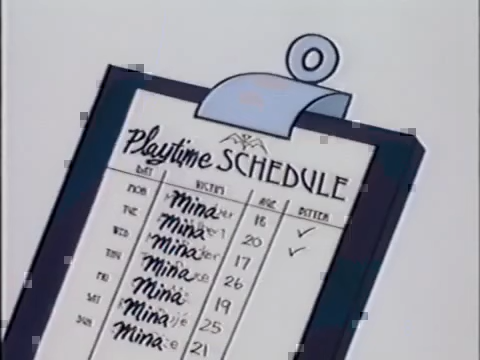 Playtime SCHEDULE
DAY VICTIM AGE BITTEN
MON Mina 18 ✓
TUE Mina 20 ✓
WED Mina 17
THU Mina 26
FRI Mina 19
SAT Mina 25
SUN Mina 21